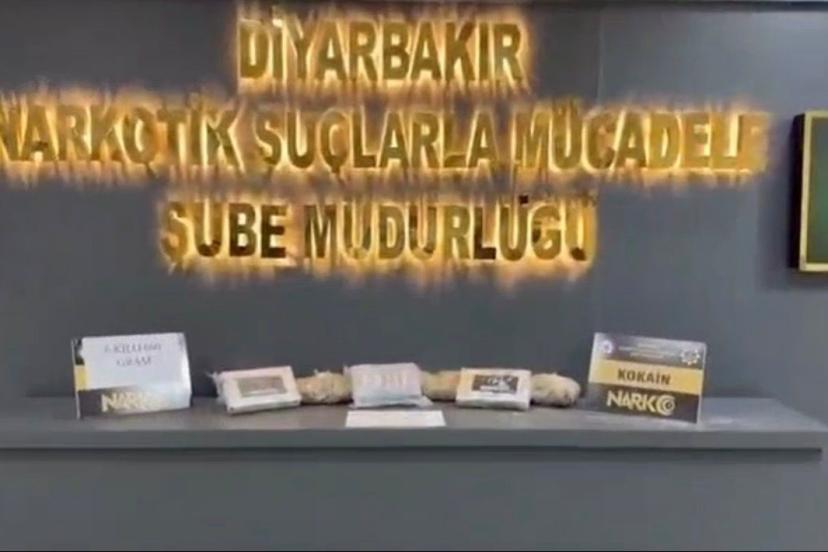 DİYARBAKIR
NARKOTİK SUÇLARLA MÜCADELE
ŞUBE MÜDÜRLÜĞÜ
GRAM
NARKO
KOKAİN
NARKO